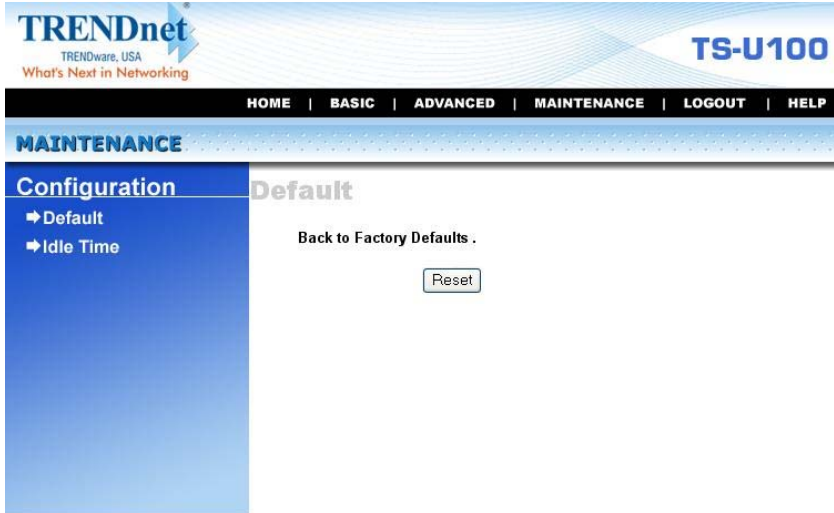 TRENDnet
TRENDware, USA
What's Next in Networking
TS-U100
HOME | BASIC | ADVANCED | MAINTENANCE | LOGOUT | HELP
MAINTENANCE
Configuration
Default
Idle Time
Default
Back to Factory Defaults .
Reset